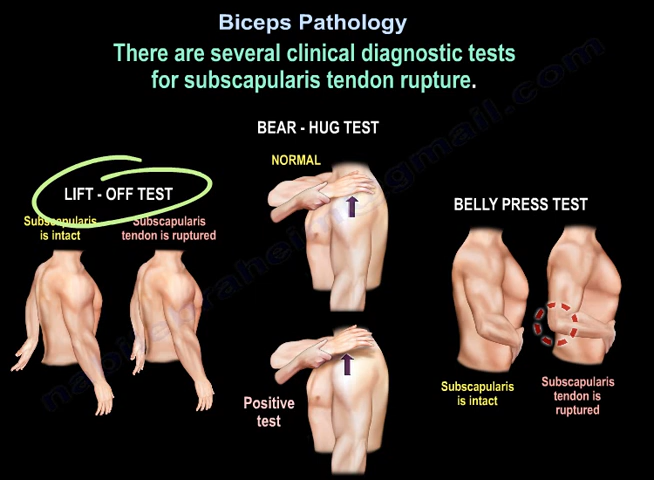 Biceps Pathology
There are several clinical diagnostic tests
for subscapularis tendon rupture.
BEAR - HUG TEST
NORMAL
LIFT - OFF TEST
Subscapularis
is intact
Subscapularis
tendon is ruptured
BELLY PRESS TEST
Positive
test
Subscapularis
is intact
Subscapularis
tendon is
ruptured